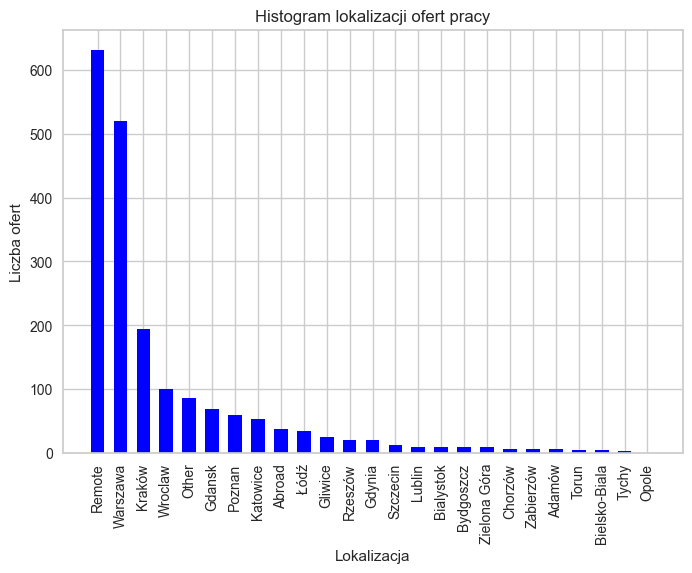 Histogram lokalizacji ofert pracy
Liczba ofert
600
500
400
300
200
100
0
Remote
Warszawa
Kraków
Wroclaw
Other
Gdansk
Poznan
Katowice
Abroad
Łódź
Gliwice
Rzeszów
Gdynia
Szczecin
Lublin
Bialystok
Bydgoszcz
Zielona Góra
Chorzów
Zabierzów
Adamów
Torun
Bielsko-Biala
Tychy
Opole
Lokalizacja